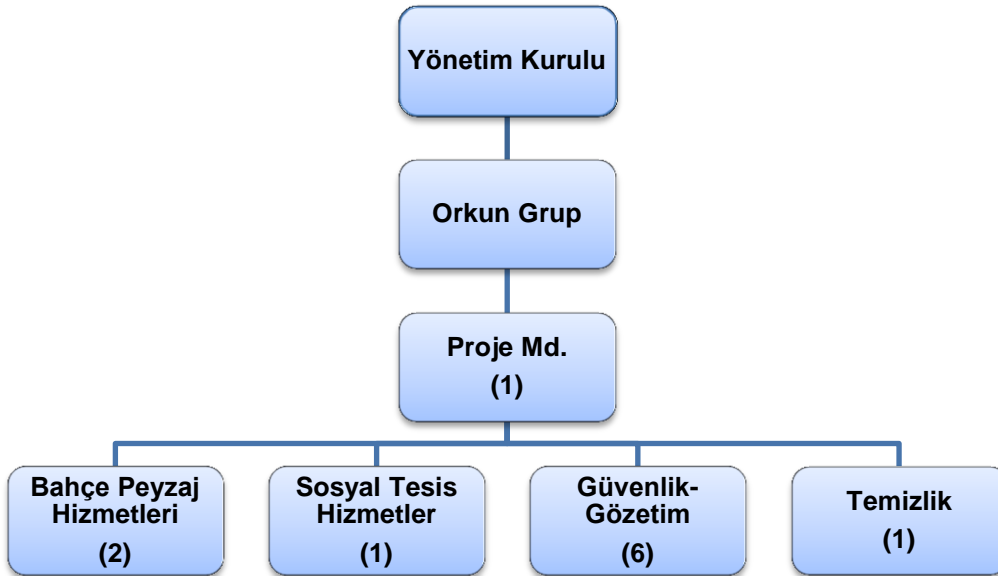 Yönetim Kurulu
Orkun Grup
Proje Md.
(1)
Bahçe Peyzaj
Hizmetleri
(2)
Sosyal Tesis
Hizmetler
(1)
Güvenlik-
Gözetim
(6)
Temizlik
(1)